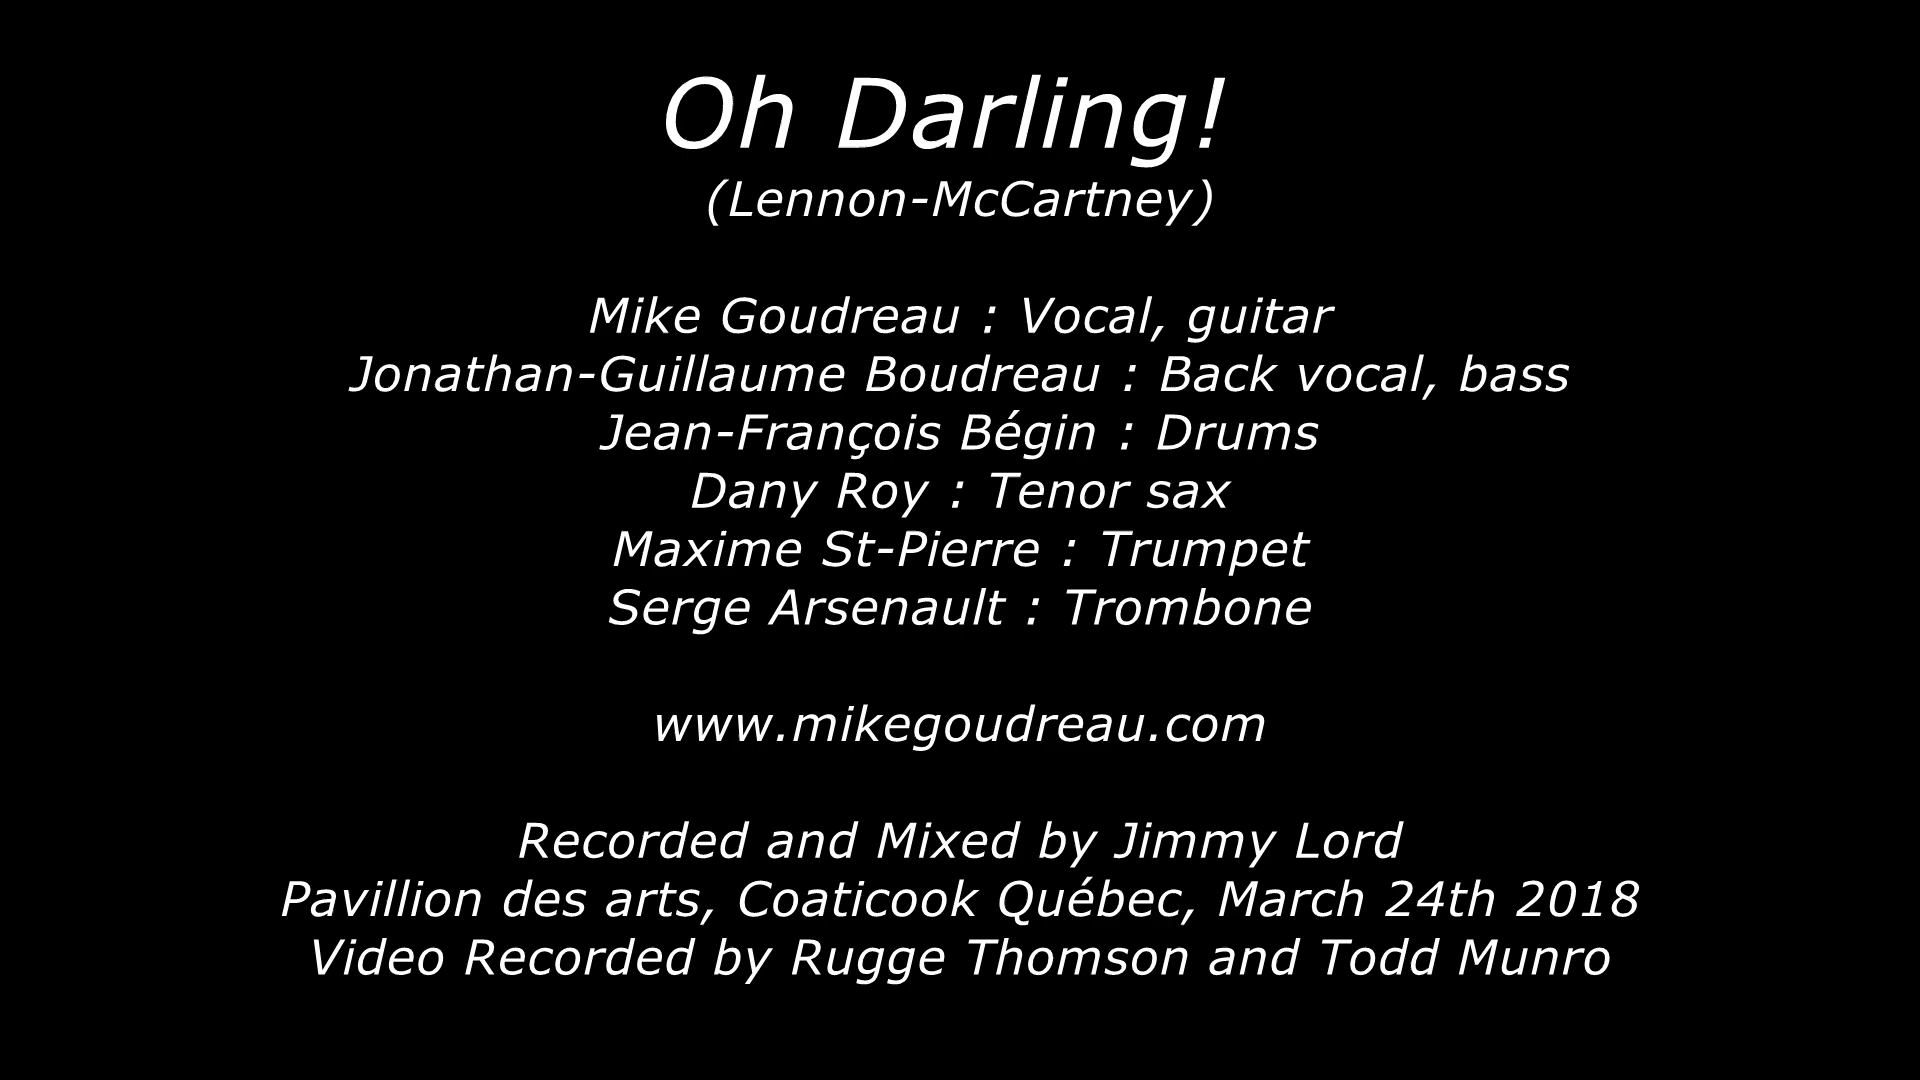 Oh Darling!
(Lennon-McCartney)
Mike Goudreau : Vocal, guitar
Jonathan-Guillaume Boudreau : Back vocal, bass
Jean-François Bégin : Drums
Dany Roy : Tenor sax
Maxime St-Pierre : Trumpet
Serge Arsenault : Trombone
www.mikegoudreau.com
Recorded and Mixed by Jimmy Lord
Pavillion des arts, Coaticook Québec, March 24th 2018
Video Recorded by Rugge Thomson and Todd Munro